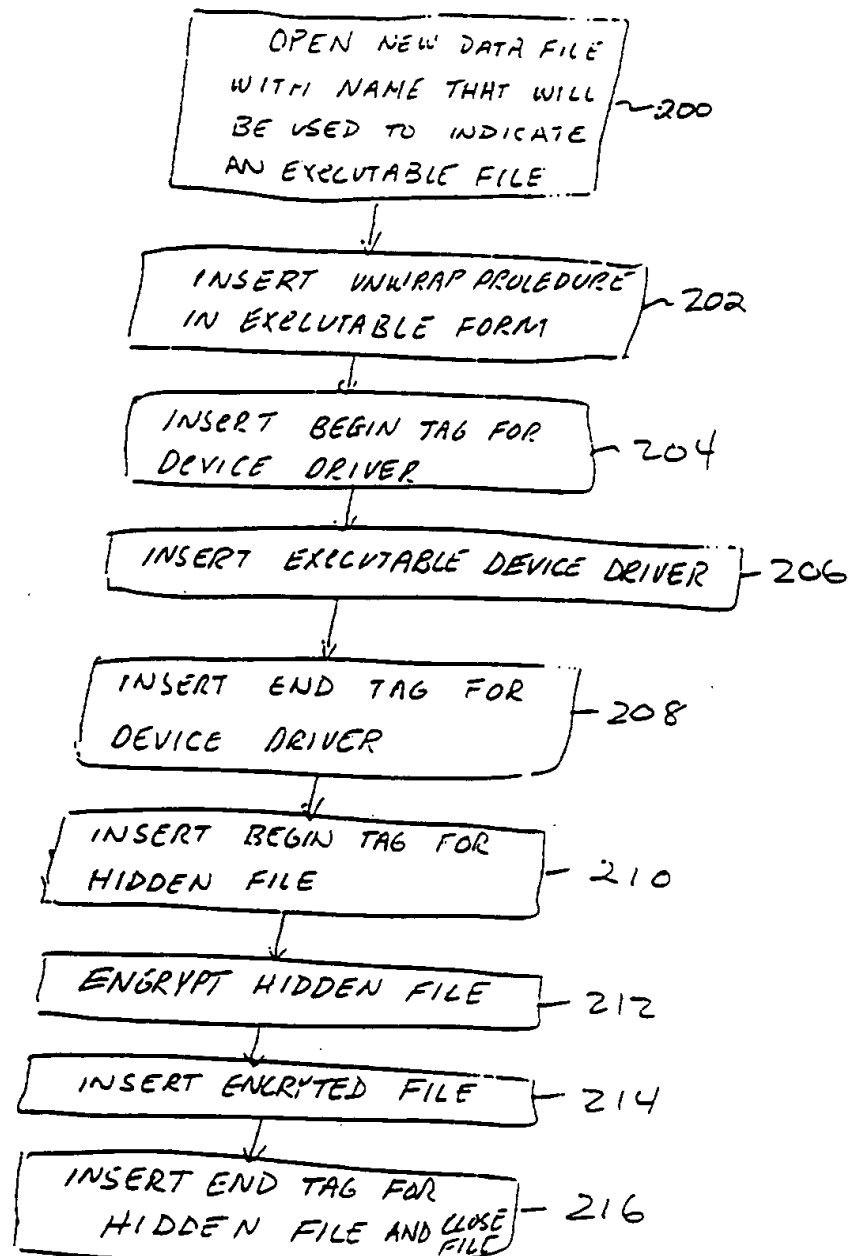 OPEN NEW DATA FILE
WITH NAME THAT WILL
BE USED TO INDICATE
AN EXECUTABLE FILE
200
INSERT UNWRAP PROCEDURE
IN EXECUTABLE FORM
202
INSERT BEGIN TAG FOR
DEVICE DRIVER
204
INSERT EXECUTABLE DEVICE DRIVER
206
INSERT END TAG FOR
DEVICE DRIVER
208
INSERT BEGIN TAG FOR
HIDDEN FILE
210
ENCRYPT HIDDEN FILE
212
INSERT ENCRYTED FILE
214
INSERT END TAG FOR
HIDDEN FILE AND CLOSE
FILE
216